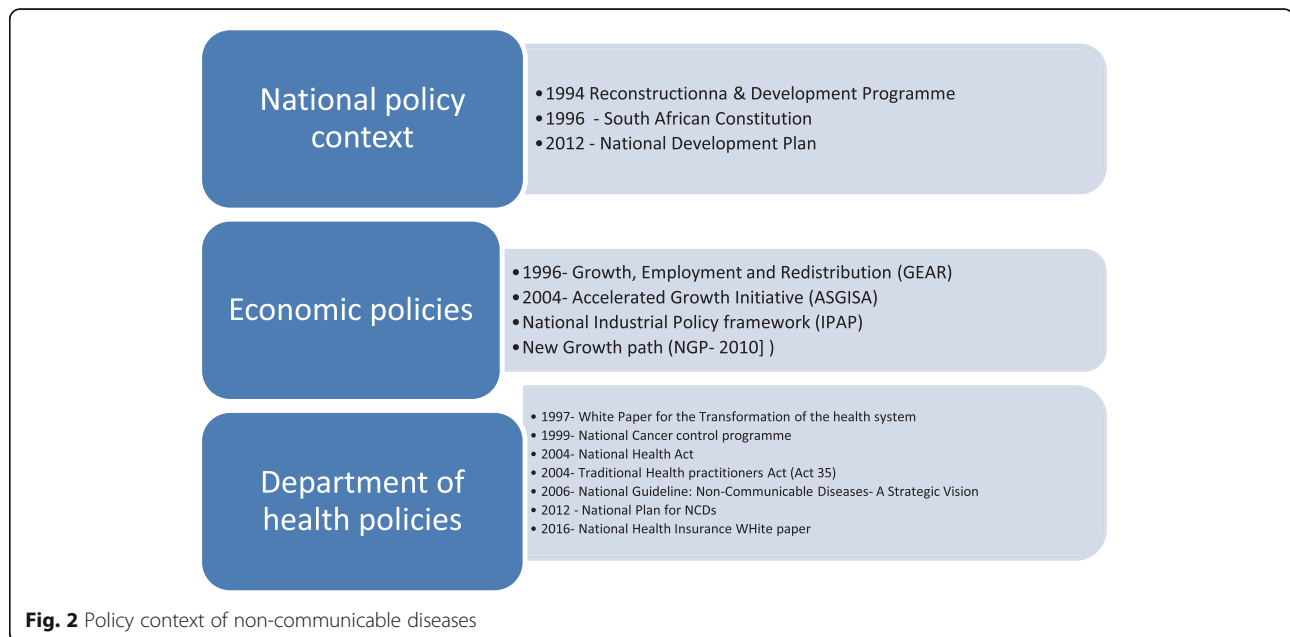 National policy
context
•1994 Reconstructionna & Development Programme
•1996 - South African Constitution
•2012 - National Development Plan
Economic policies
•1996- Growth, Employment and Redistribution (GEAR)
•2004- Accelerated Growth Initiative (ASGISA)
•National Industrial Policy framework (IPAP)
•New Growth path (NGP- 2010] )
Department of
health policies
• 1997- White Paper for the Transformation of the health system
• 1999- National Cancer control programme
• 2004- National Health Act
• 2004- Traditional Health practitioners Act (Act 35)
• 2006- National Guideline: Non-Communicable Diseases- A Strategic Vision
• 2012 - National Plan for NCDs
• 2016- National Health Insurance WHite paper
Fig. 2 Policy context of non-communicable diseases